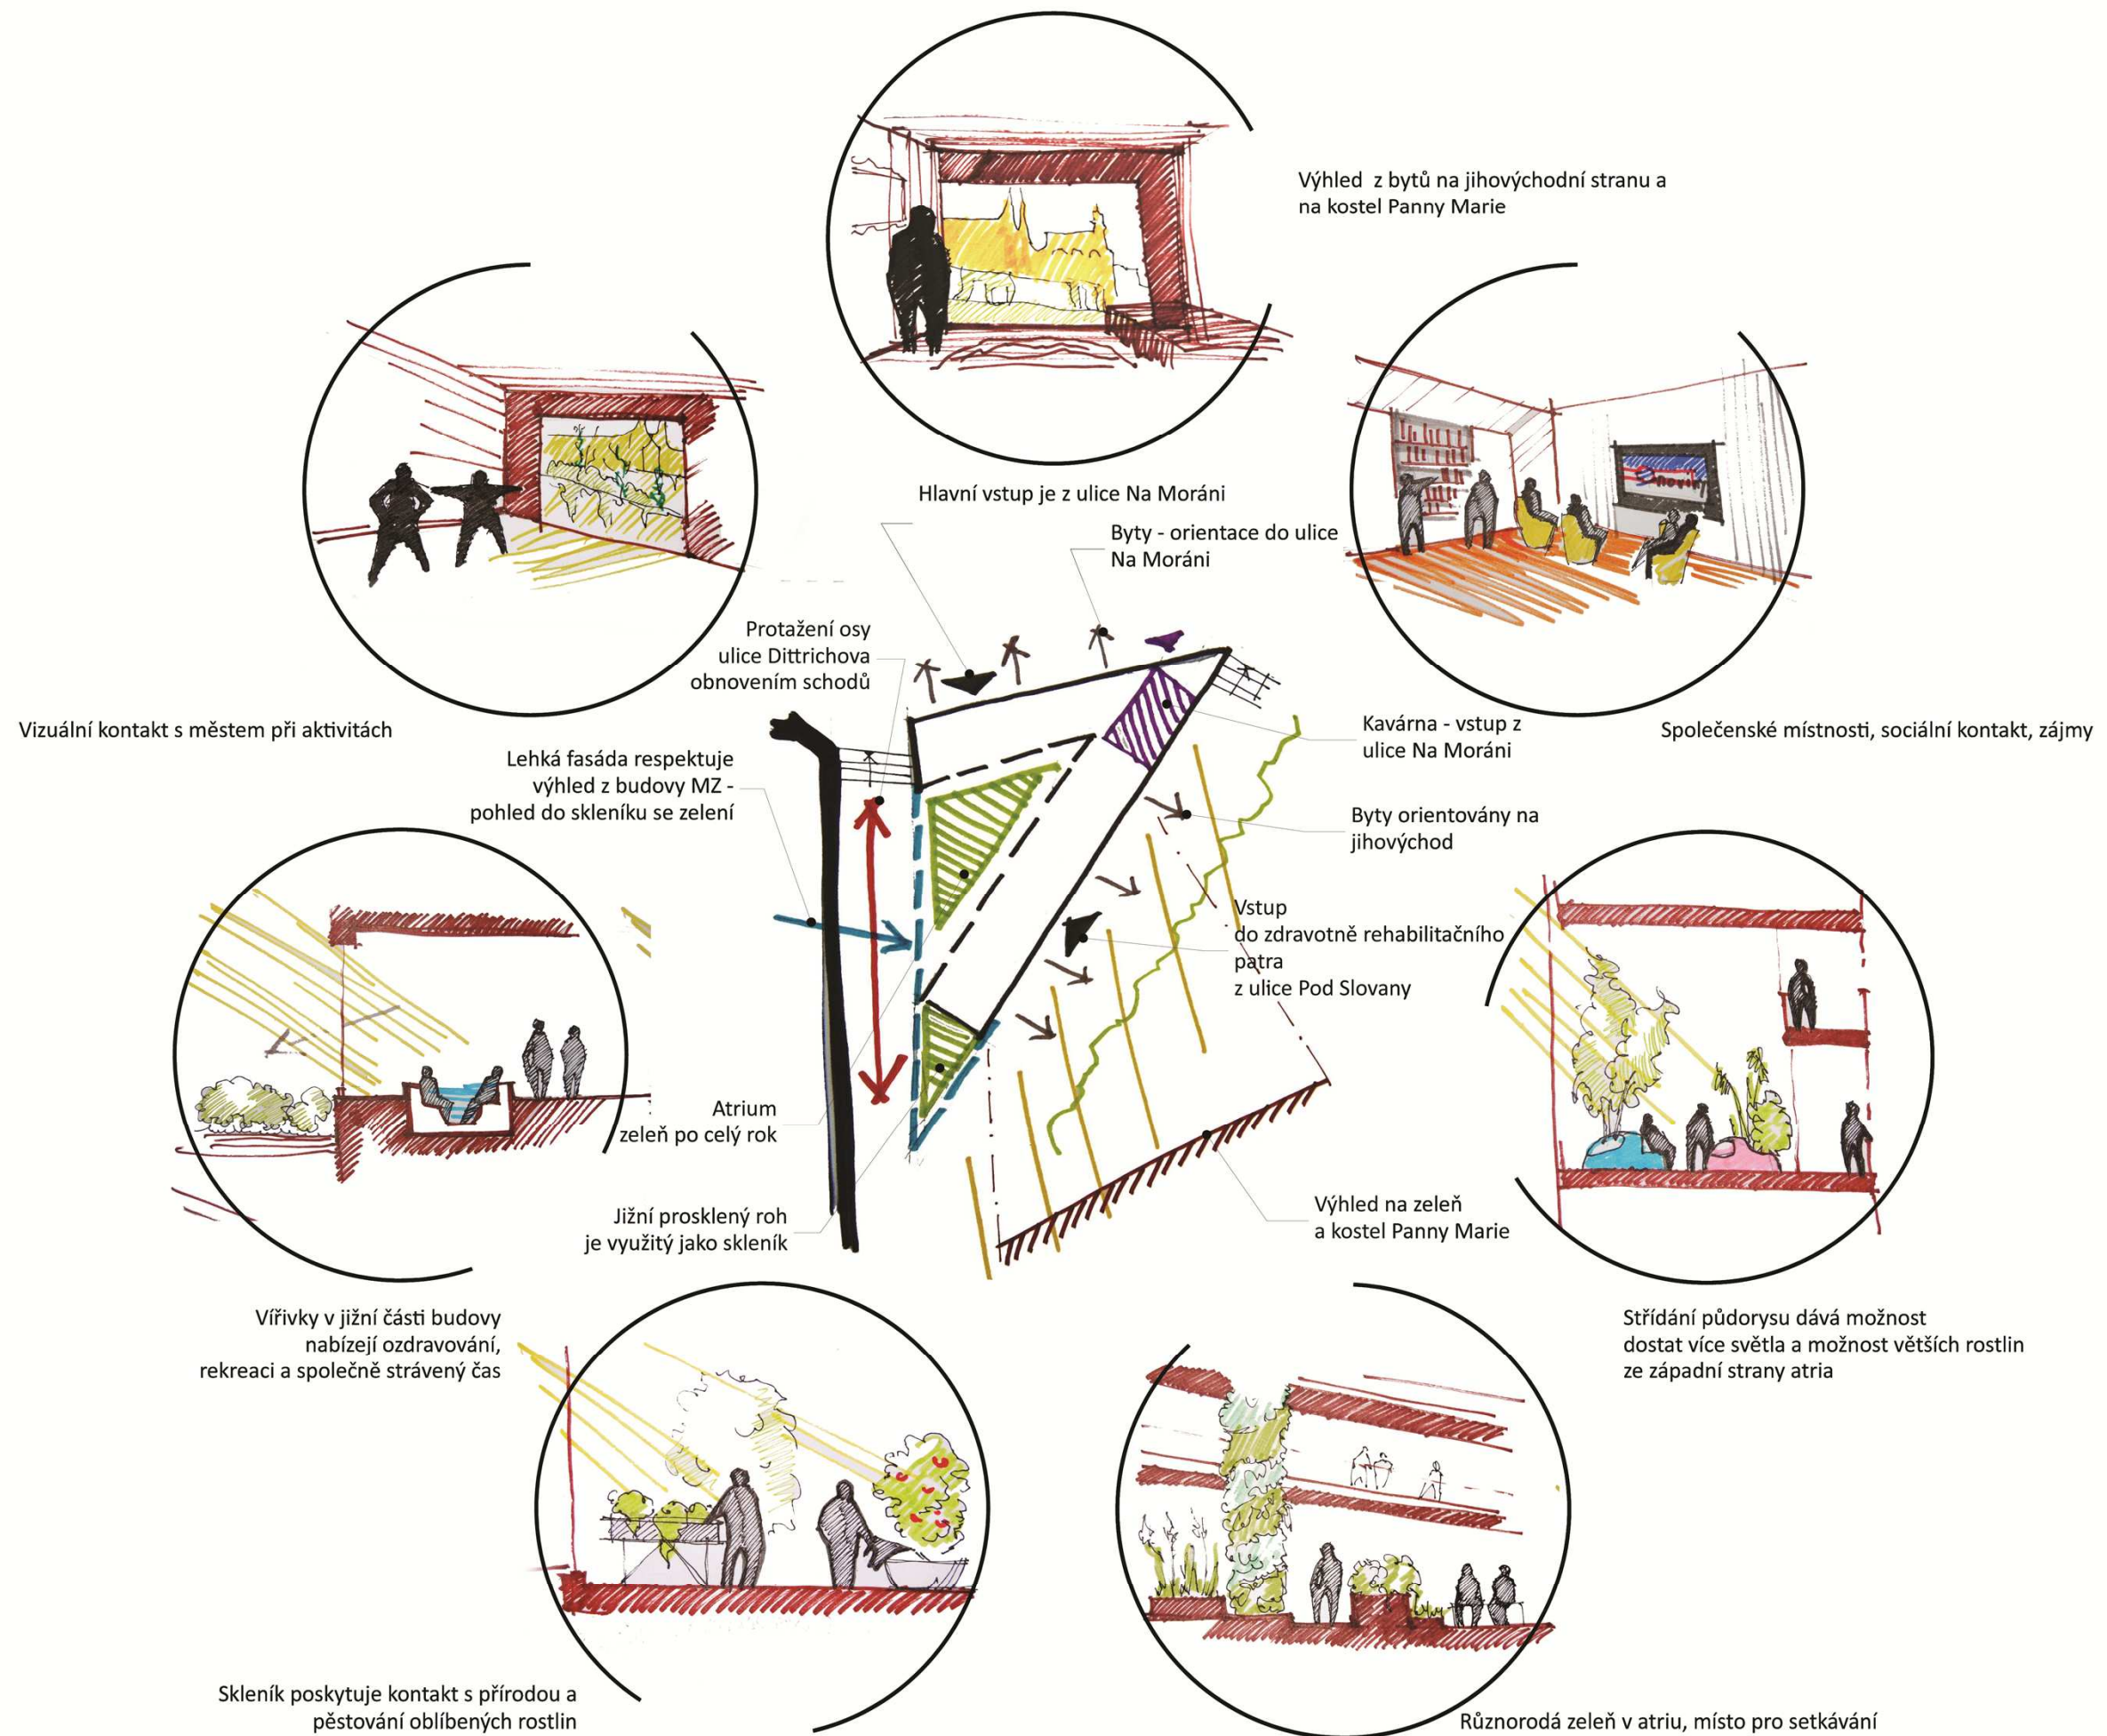 Výhled z bytů na jihovýchodní stranu a
na kostel Panny Marie
Hlavní vstup je z ulice Na Moráni
Byty - orientace do ulice
Na Moráni
Protažení osy
ulice Dittrichova
obnovením schodů
Vizuální kontakt s městem při aktivitách
Kavárna - vstup z
ulice Na Moráni
Společenské místnosti, sociální kontakt, zájmy
Lehká fasáda respektuje
výhled z budovy MZ -
pohled do skleníku se zelení
Byty orientovány na
jihovýchod
Vstup
do zdravotně rehabilitačního
patra
z ulice Pod Slovany
Atrium
zeleň po celý rok
Jižní prosklený roh
je využitý jako skleník
Výhled na zeleň
a kostel Panny Marie
Vířivky v jižní části budovy
nabízejí ozdravování,
rekreaci a společně strávený čas
Střídání půdorysu dává možnost
dostat více světla a možnost větších rostlin
ze západní strany atria
Skleník poskytuje kontakt s přírodou a
pěstování oblíbených rostlin
Různorodá zeleň v atriu, místo pro setkávání